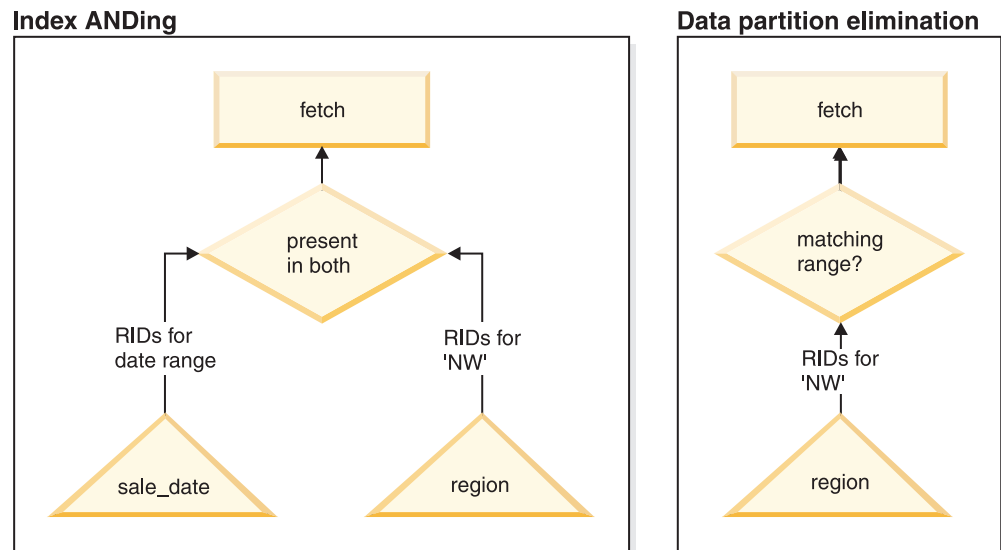 Index ANDing
fetch
present
in both
RIDs for
date range
RIDs for
'NW'
sale_date
region
Data partition elimination
fetch
matching
range?
RIDs for
'NW'
region